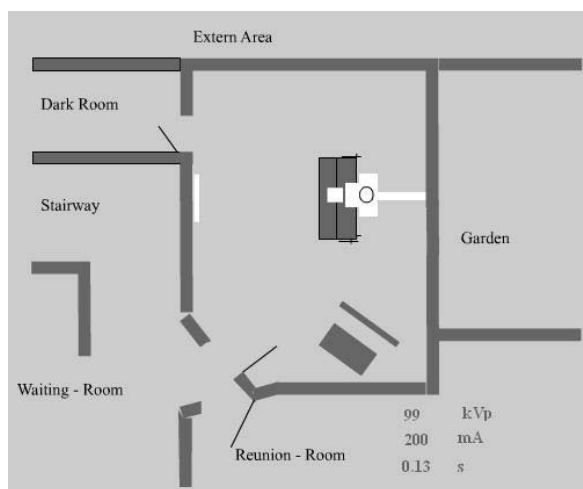 Extern Area
Dark Room
Stairway
Garden
Waiting - Room
Reunion - Room
99 kVp
200 mA
0.13 s